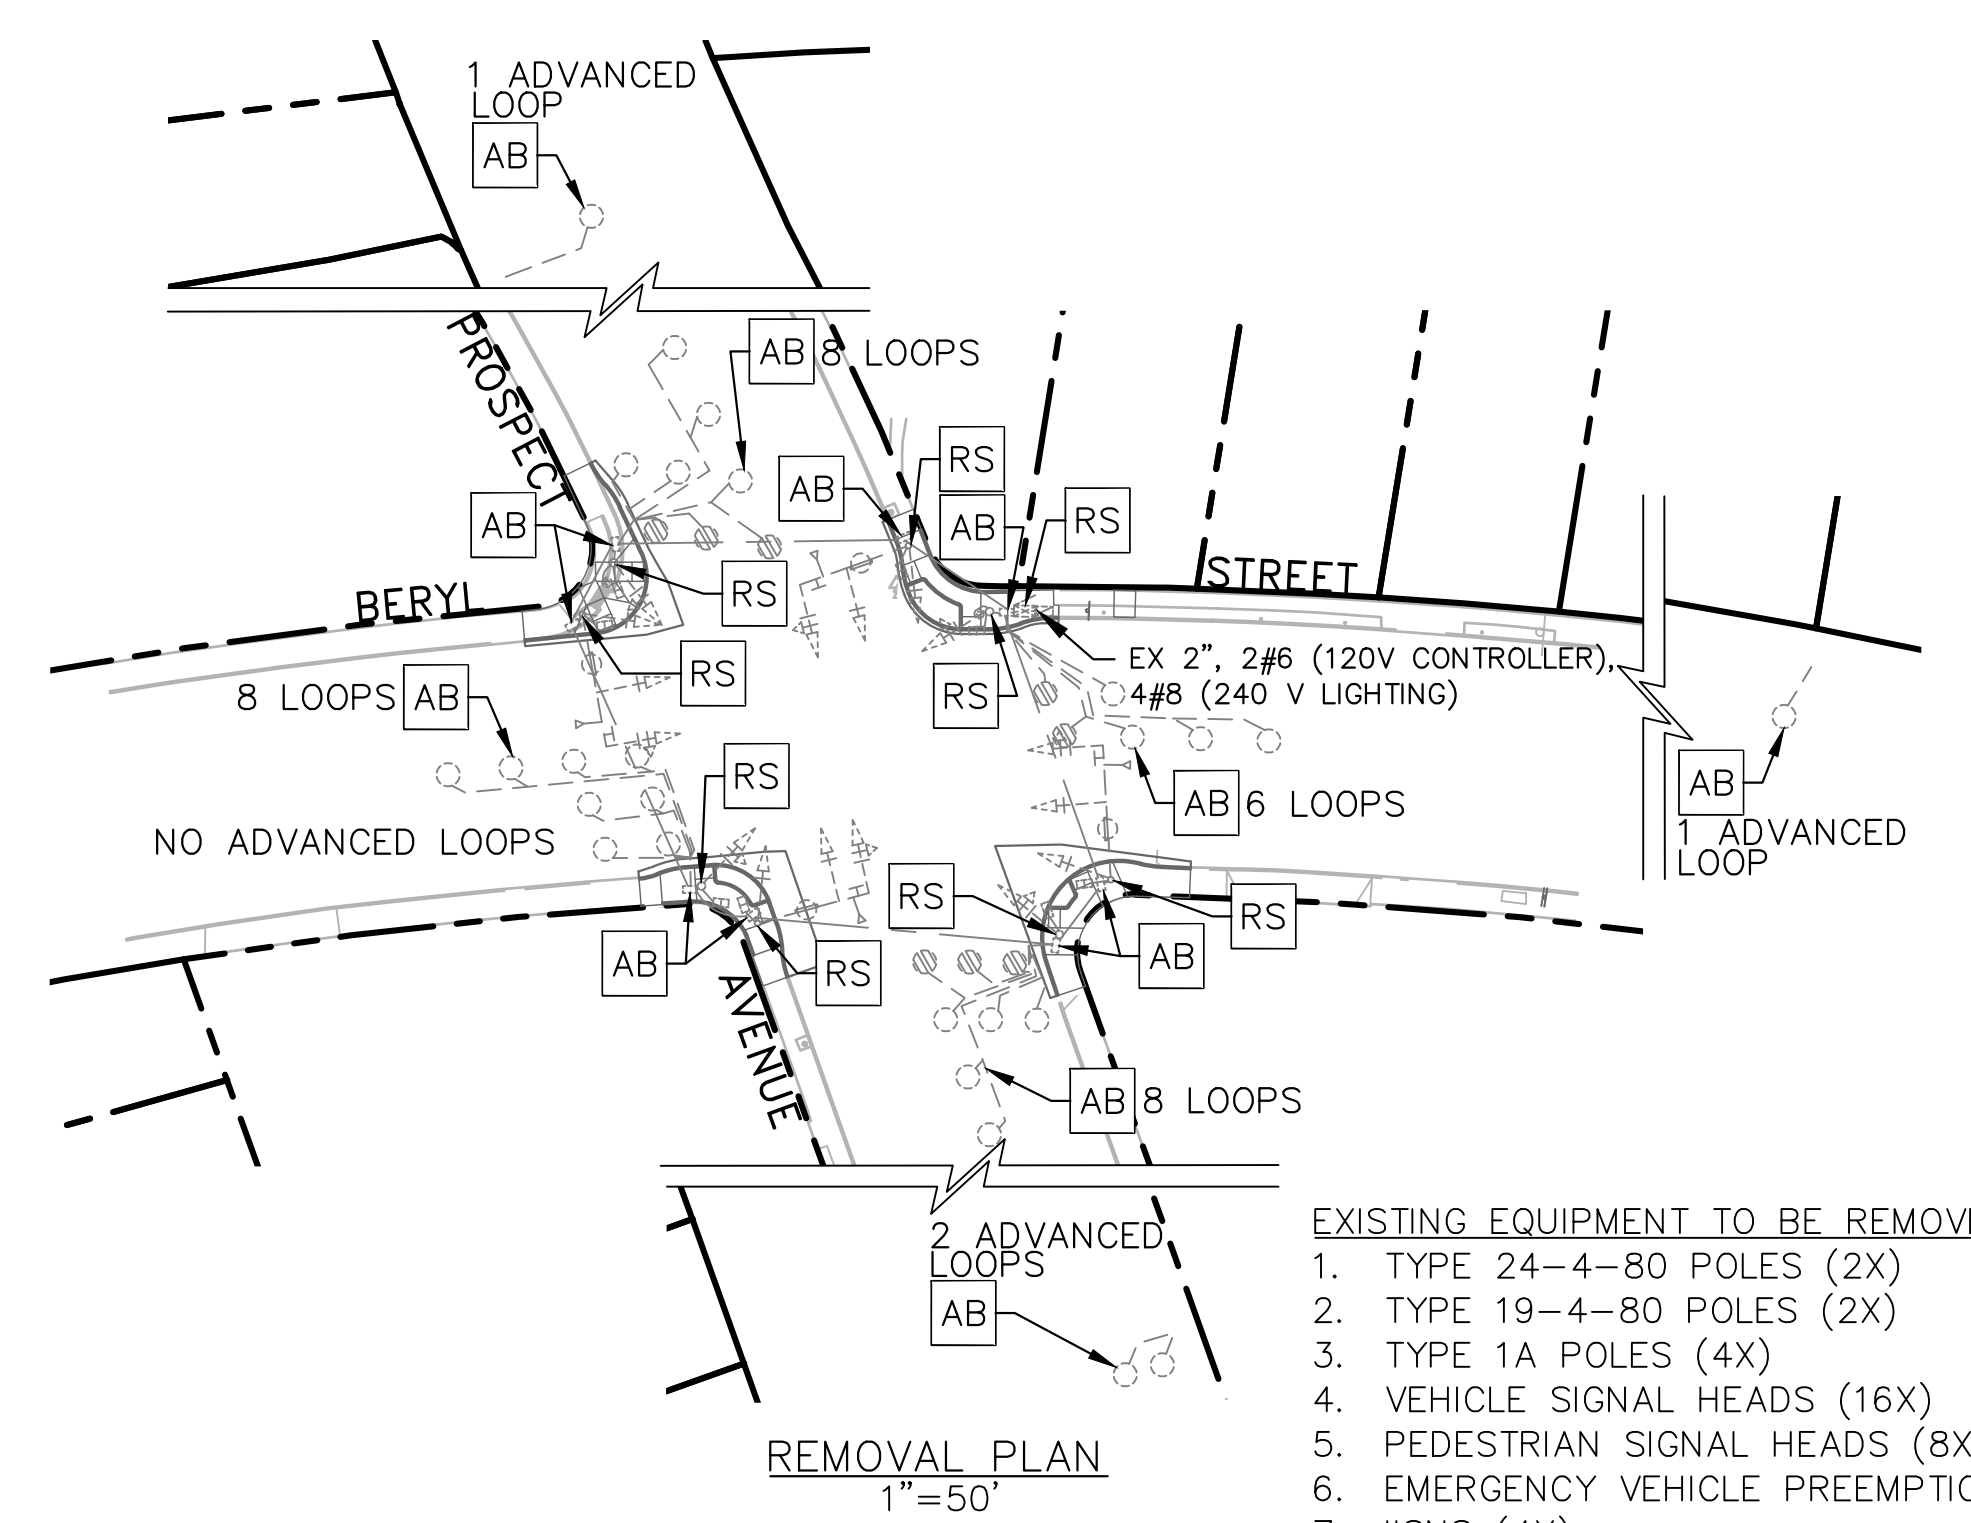 1 ADVANCED
LOOP
AB
PROSPECT
AB 8 LOOPS
RS
AB
AB
AB
RS
RS
STREET
BERYL
RS
EX 2", 2#6 (120V CONTROLLER),
4#8 (240 V LIGHTING)
RS
8 LOOPS AB
RS
AB
AB 6 LOOPS
1 ADVANCED
LOOP
NO ADVANCED LOOPS
RS
RS
AB
RS
AB
AVENUE
AB 8 LOOPS
2 ADVANCED
LOOPS
AB
EXISTING EQUIPMENT TO BE
1. TYPE 24-4-80 POLES (2X)
2. TYPE 19-4-80 POLES (2X)
3. TYPE 1A POLES (4X)
4. VEHICLE SIGNAL HEADS (16X)
5. PEDESTRIAN SIGNAL HEADS (8X
6. EMERGENCY VEHICLE
REMOVAL PLAN
1"=50'